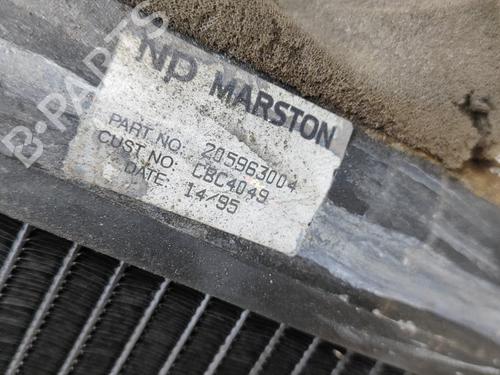 NP MARSTON
PART NO: 205963004
CUST NO: CBC4049
DATE: 14/95
B-PARTS